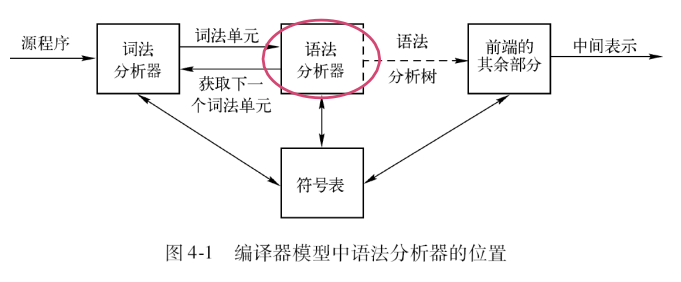 源程序
词法
分析器
词法单元
获取下一
个词法单元
语法
分析器
语法
分析树
前端的
其余部分
中间表示
符号表
图 4-1 编译器模型中语法分析器的位置